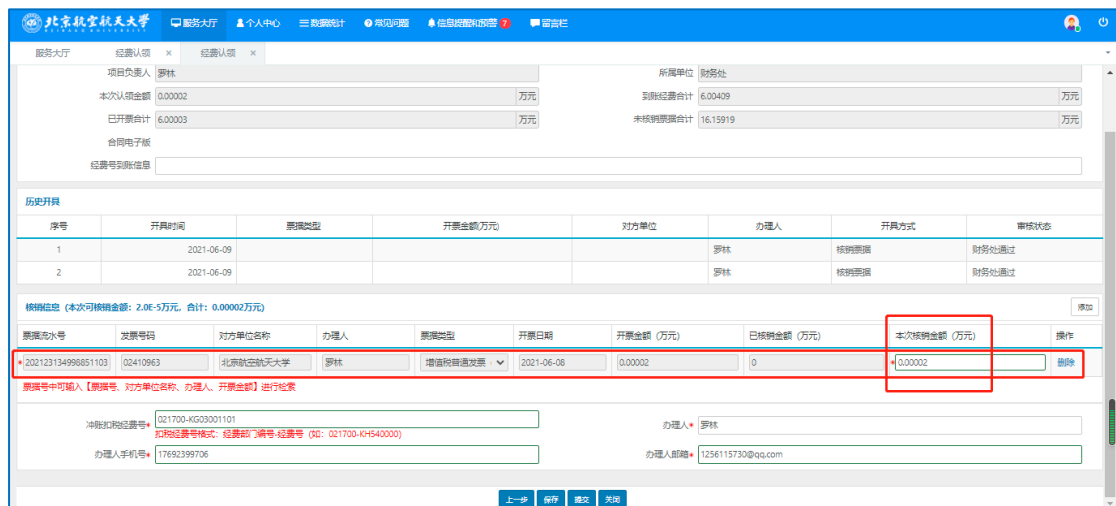 北京航空航天大学 服务大厅 个人中心 数据统计 常见问题 信息提醒和预警 7 留言栏
服务大厅 经费认领 × 经费认领 ×
项目负责人 罗林 所属单位 财务处
本次认领金额 0.00002 万元 到账经费合计 6.00409 万元
已开票合计 6.00003 万元 未核销票据合计 16.15919 万元
合同电子版
经费号到账信息
历史开具
序号 开具时间 票据类型 开票金额(万元) 对方单位 办理人 开具方式 审核状态
1 2021-06-09 罗林 核销票据 财务处通过
2 2021-06-09 罗林 核销票据 财务处通过
核销信息 (本次可核销金额: 2.0E-5万元, 合计: 0.00002万元) 添加
票据流水号 发票号码 对方单位名称 办理人 票据类型 开票日期 开票金额 (万元) 已核销金额 (万元) 本次核销金额 (万元) 操作
* 202123134998851103 02410963 北京航空航天大学 罗林 增值税普通发票 2021-06-08 0.00002 0 * 0.00002 删除
票据号中可输入【票据号、对方单位名称、办理人、开票金额】进行检索
冲账扣税经费号* 021700-KG03001101 办理人* 罗林
扣税经费号格式: 经费部门编号-经费号 (如: 021700-KH540000)
办理人手机号* 17692399706 办理人邮箱* 1256115730@qq.com
上一步 保存 提交 关闭